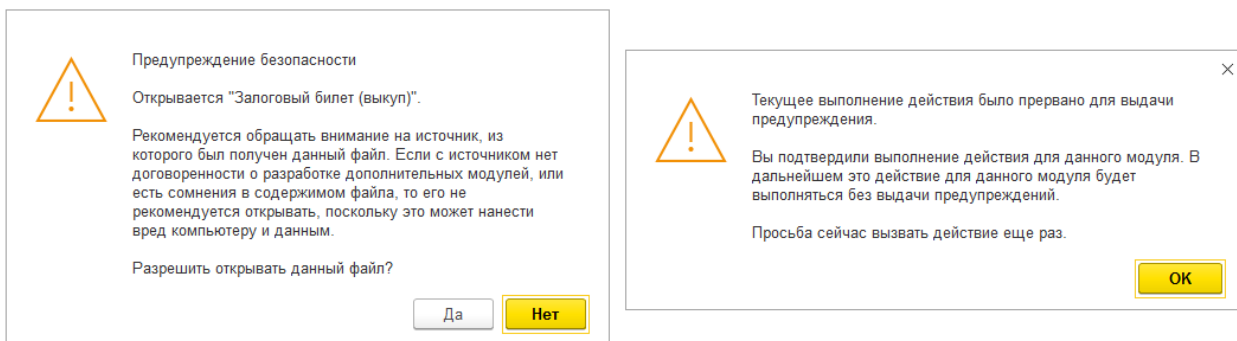 Предупреждение безопасности
Открывается "Залоговый билет (выкуп)".
Рекомендуется обращать внимание на источник, из
которого был получен данный файл. Если с источником нет
договоренности о разработке дополнительных модулей, или
есть сомнения в содержимом файла, то его не
рекомендуется открывать, поскольку это может нанести
вред компьютеру и данным.
Разрешить открывать данный файл?
Да
Нет
Текущее выполнение действия было прервано для выдачи
предупреждения.
Вы подтвердили выполнение действия для данного модуля. В
дальнейшем это действие для данного модуля будет
выполняться без выдачи предупреждений.
Просьба сейчас вызвать действие еще раз.
ОК